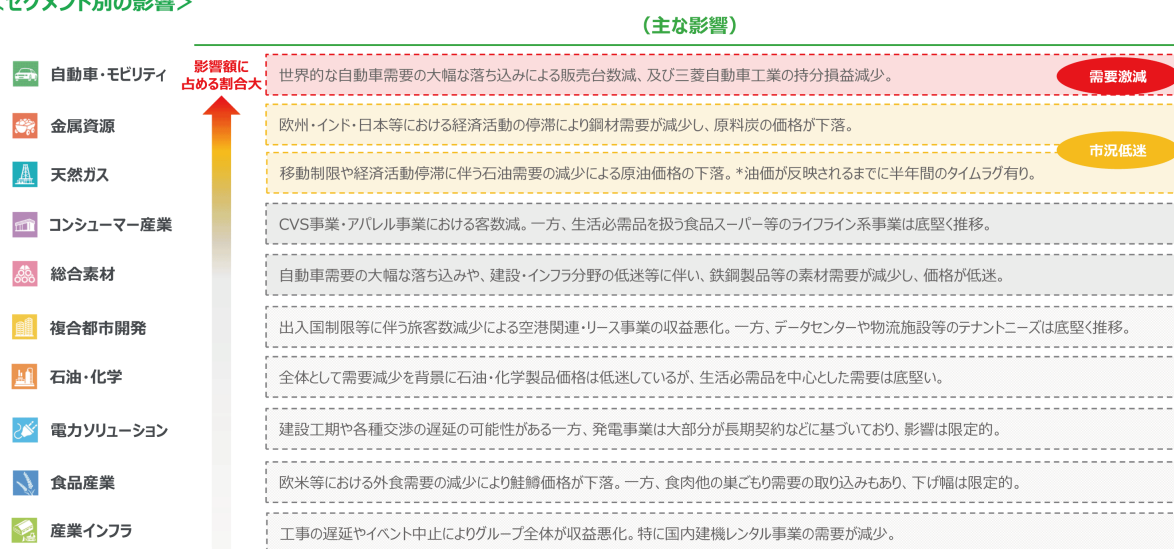 セグメント別の影響＞
（主な影響）
自動車・モビリティ
影響額に
占める割合大
世界的な自動車需要の大幅な落ち込みによる販売台数減、及び三菱自動車工業の持分損益減少。
需要激減
金属資源
欧州・インド・日本等における経済活動の停滞により鋼材需要が減少し、原料炭の価格が下落。
市況低迷
天然ガス
移動制限や経済活動停滞に伴う石油需要の減少による原油価格の下落。*油価が反映されるまでに半年間のタイムラグ有り。
コンシューマー産業
CVS事業・アパレル事業における客数減。一方、生活必需品を扱う食品スーパー等のライフライン系事業は底堅く推移。
総合素材
自動車需要の大幅な落ち込みや、建設・インフラ分野の低迷等に伴い、鉄鋼製品等の素材需要が減少し、価格が低迷。
複合都市開発
出入国制限等に伴う旅客数減少による空港関連・リース事業の収益悪化。一方、データセンターや物流施設等のテナントニーズは底堅く推移。
石油・化学
全体として需要減少を背景に石油・化学製品価格は低迷しているが、生活必需品を中心とした需要は底堅い。
電力ソリューション
建設工期や各種交渉の遅延の可能性がある一方、発電事業は大部分が長期契約などに基づいており、影響は限定的。
食品産業
欧米等における外食需要の減少により鮭鱒価格が下落。一方、食肉他の巣ごもり需要の取り込みもあり、下げ幅は限定的。
産業インフラ
工事の遅延やイベント中止によりグループ全体が収益悪化。特に国内建機レンタル事業の需要が減少。